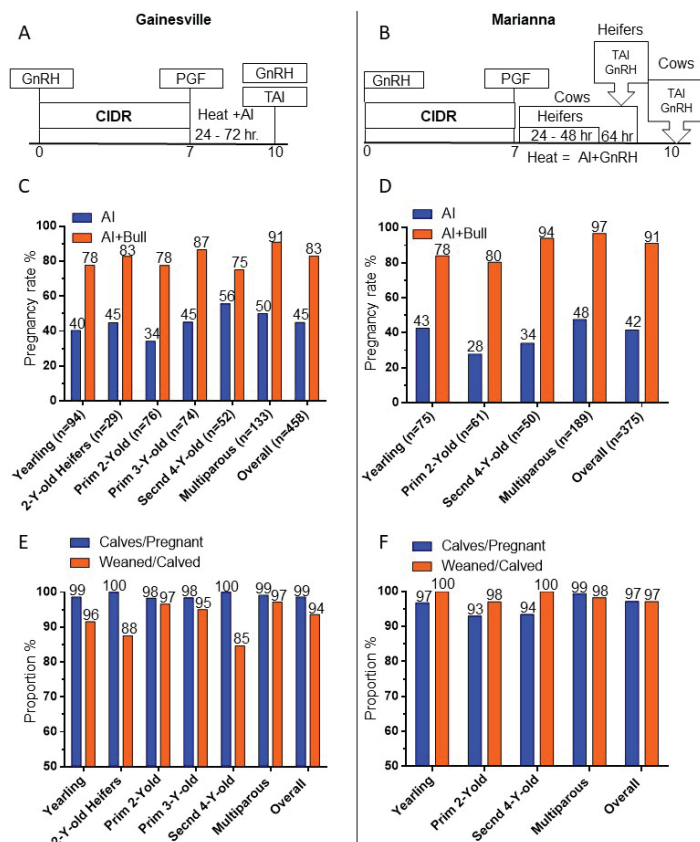 Gainesville
A
GnRH
PGF
GnRH
TAI
CIDR
Heat +AI
24 - 72 hr.
0
7
10
Marianna
B
Heifers
TAI
GnRH
Cows
TAI
GnRH
GnRH
PGF
CIDR
Cows
Heifers
24 - 48 hr
64 hr
0
7
10
Heat = AI+GnRH
C
AI
AI+Bull
Pregnancy rate %
100
80
60
40
20
0
40
78
45
83
34
78
45
87
56
75
50
91
45
83
Yearling (n=94)
2-Y-old Heifers (n=29)
Prim 2-Yold (n=76)
Prim 3-Y-old (n=74)
Secnd 4-Y-old (n=52)
Multiparous (n=133)
Overall (n=458)
D
AI
AI+Bull
Pregnancy rate %
100
80
60
40
20
0
43
78
28
80
34
94
48
97
42
91
Yearling (n=75)
Prim 2-Yold (n=61)
Secnd 4-Y-old (n=50)
Multiparous (n=189)
Overall (n=375)
E
Calves/Pregnant
Weaned/Calved
Proportion %
100
90
80
70
60
50
99
96
100
88
98
97
98
95
100
85
99
97
99
94
Yearling
2-Y-old Heifers
Prim 2-Yold
Prim 3-Y-old
Secnd 4-Y-old
Multiparous
Overall
F
Calves/Pregnant
Weaned/Calved
Proportion %
100
90
80
70
60
50
97
100
93
98
94
100
99
98
97
97
Yearling
Prim 2-Yold
Secnd 4-Y-old
Multiparous
Overall